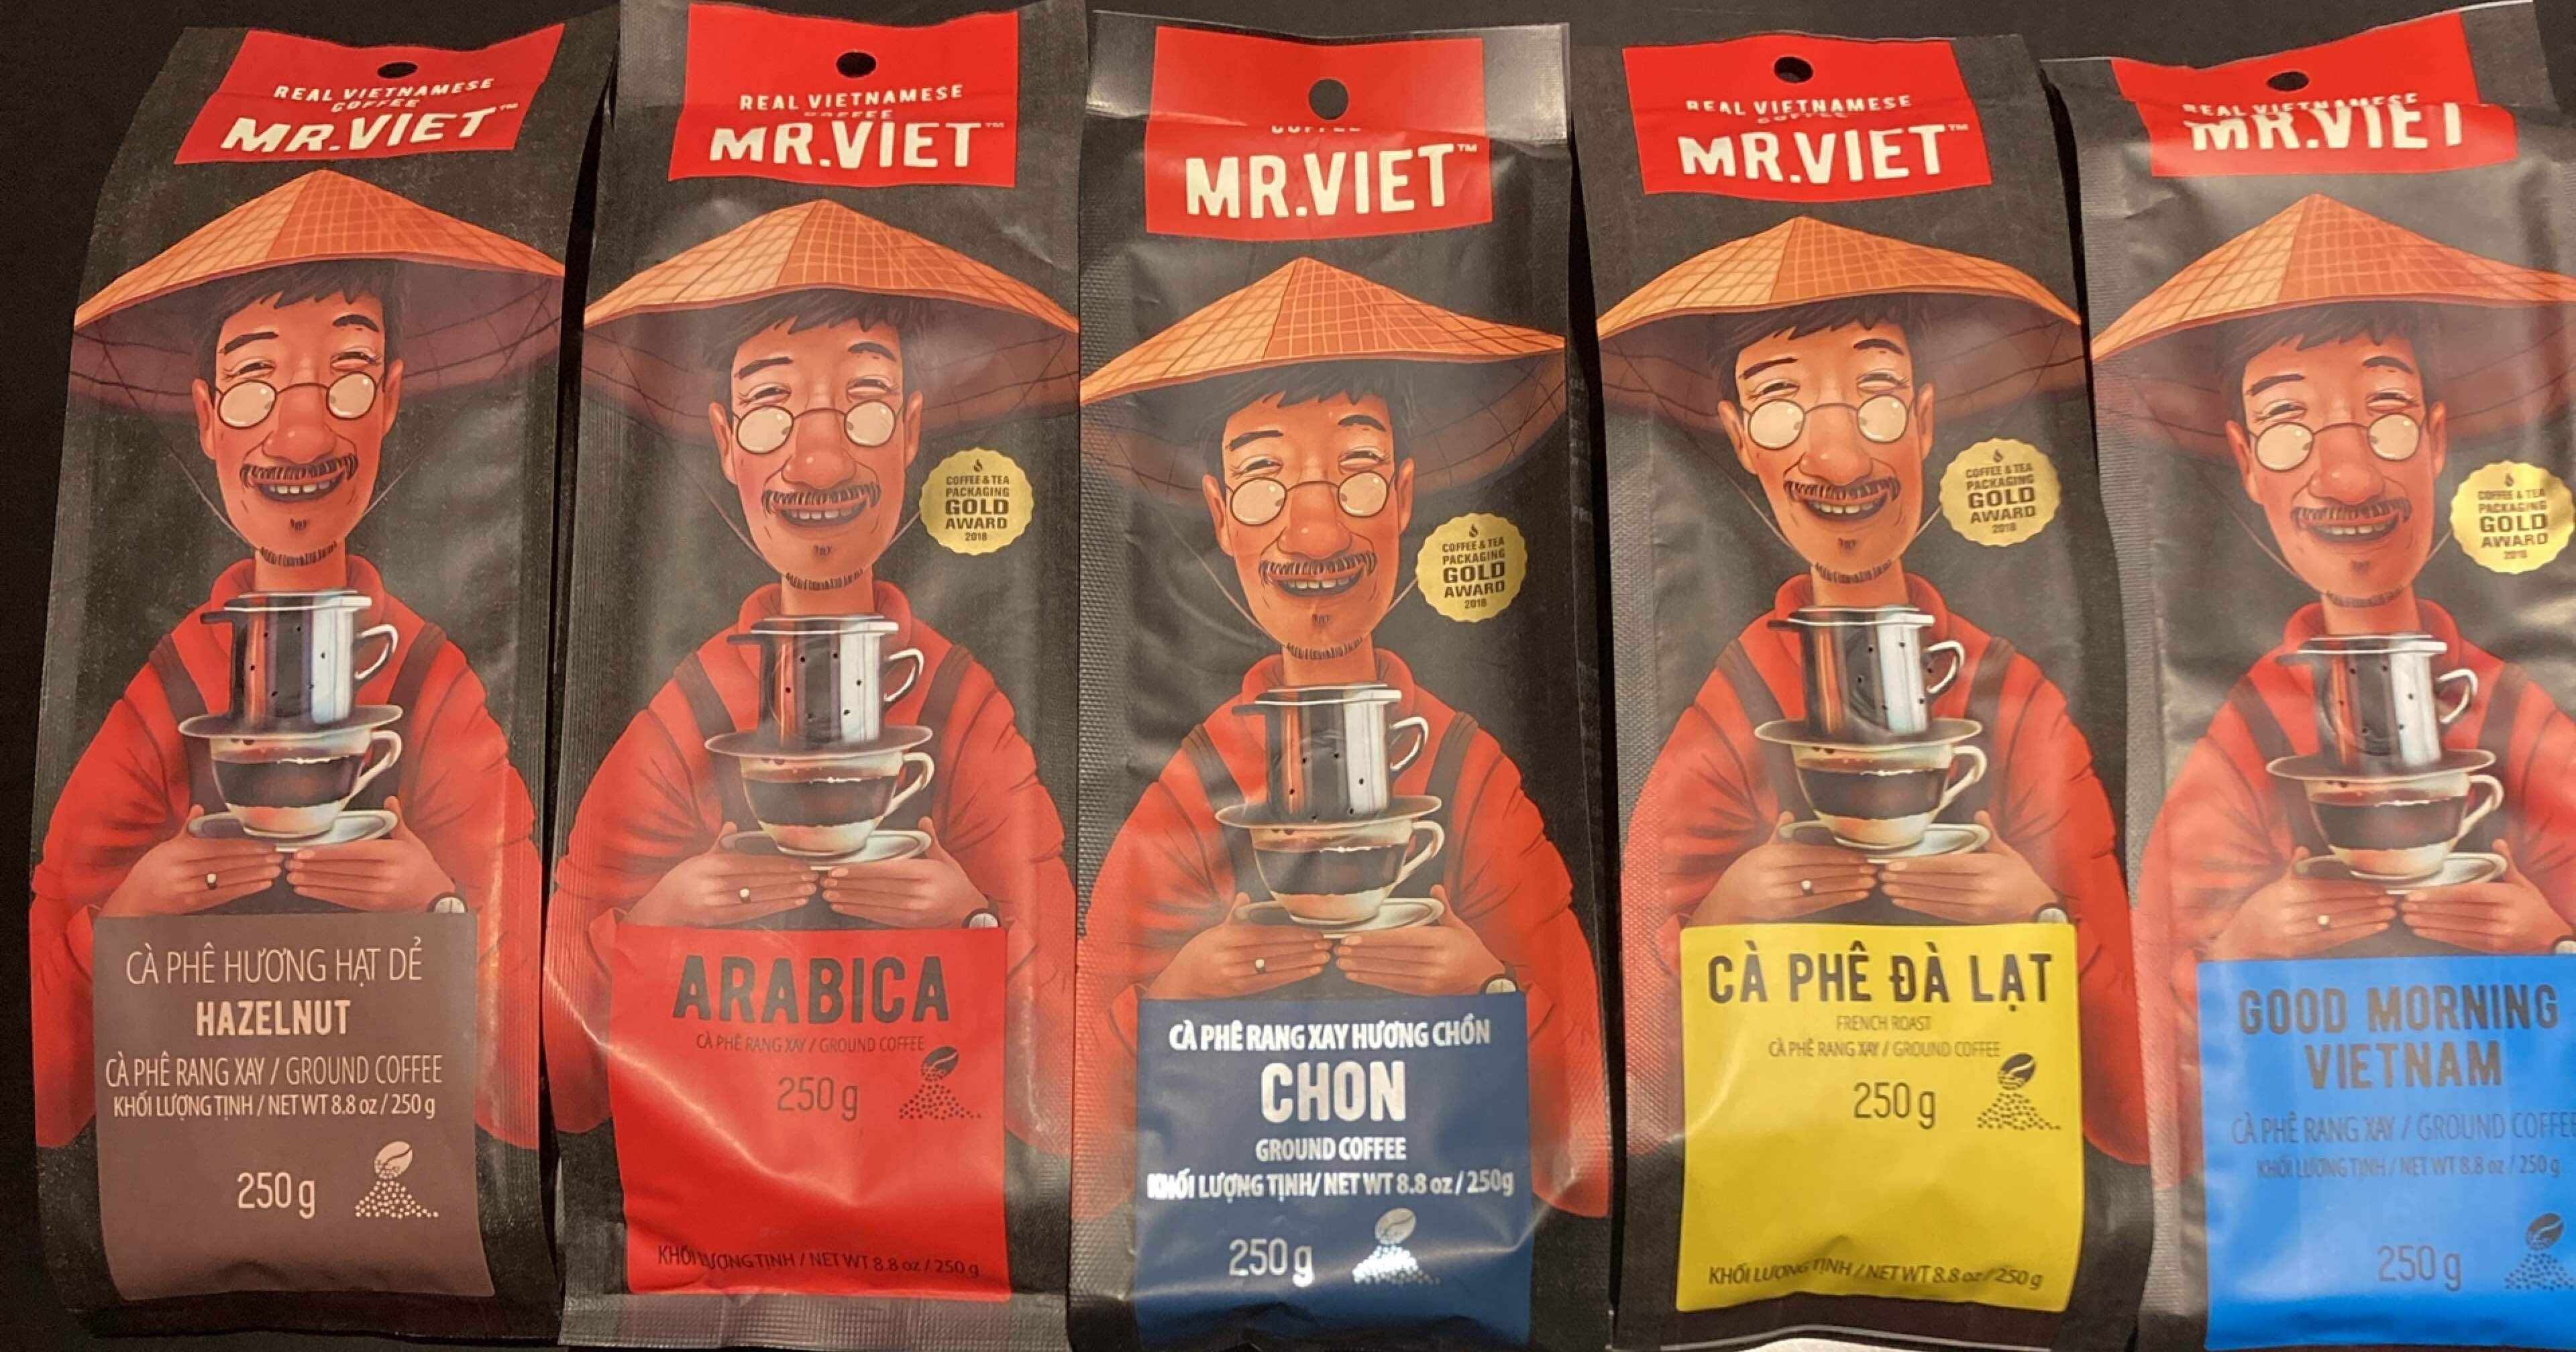 REAL VIETNAMESE
COFFEE
MR.VIET™
CÀ PHÊ HƯƠNG HẠT DẺ
HAZELNUT
CÀ PHÊ RANG XAY / GROUND COFFEE
KHỐI LƯỢNG TỊNH / NET WT 8.8 oz / 250 g
250 g
REAL VIETNAMESE
COFFEE
MR.VIET™
COFFEE & TEA
PACKAGING
GOLD
AWARD
2018
ARABICA
CÀ PHÊ RANG XAY / GROUND COFFEE
250 g
KHỐI LƯỢNG TỊNH / NET WT 8.8 oz / 250 g
COFFEE
MR.VIET™
COFFEE & TEA
PACKAGING
GOLD
AWARD
2018
CÀ PHÊ RANG XAY HƯƠNG CHỒN
CHON
GROUND COFFEE
KHỐI LƯỢNG TỊNH/ NET WT 8.8 oz / 250g
250 g
REAL VIETNAMESE
COFFEE
MR.VIET™
COFFEE & TEA
PACKAGING
GOLD
AWARD
2018
CÀ PHÊ ĐÀ LẠT
FRENCH ROAST
CÀ PHÊ RANG XAY / GROUND COFFEE
250 g
KHỐI LƯỢNG TỊNH / NET WT 8.8 oz / 250 g
REAL VIETNAMESE
MR.VIET
COFFEE & TEA
PACKAGING
GOLD
AWARD
2018
GOOD MORNING
VIETNAM
CÀ PHÊ RANG XAY / GROUND COFFEE
KHỐI LƯỢNG TỊNH / NET WT 8.8 oz / 250 g
250 g